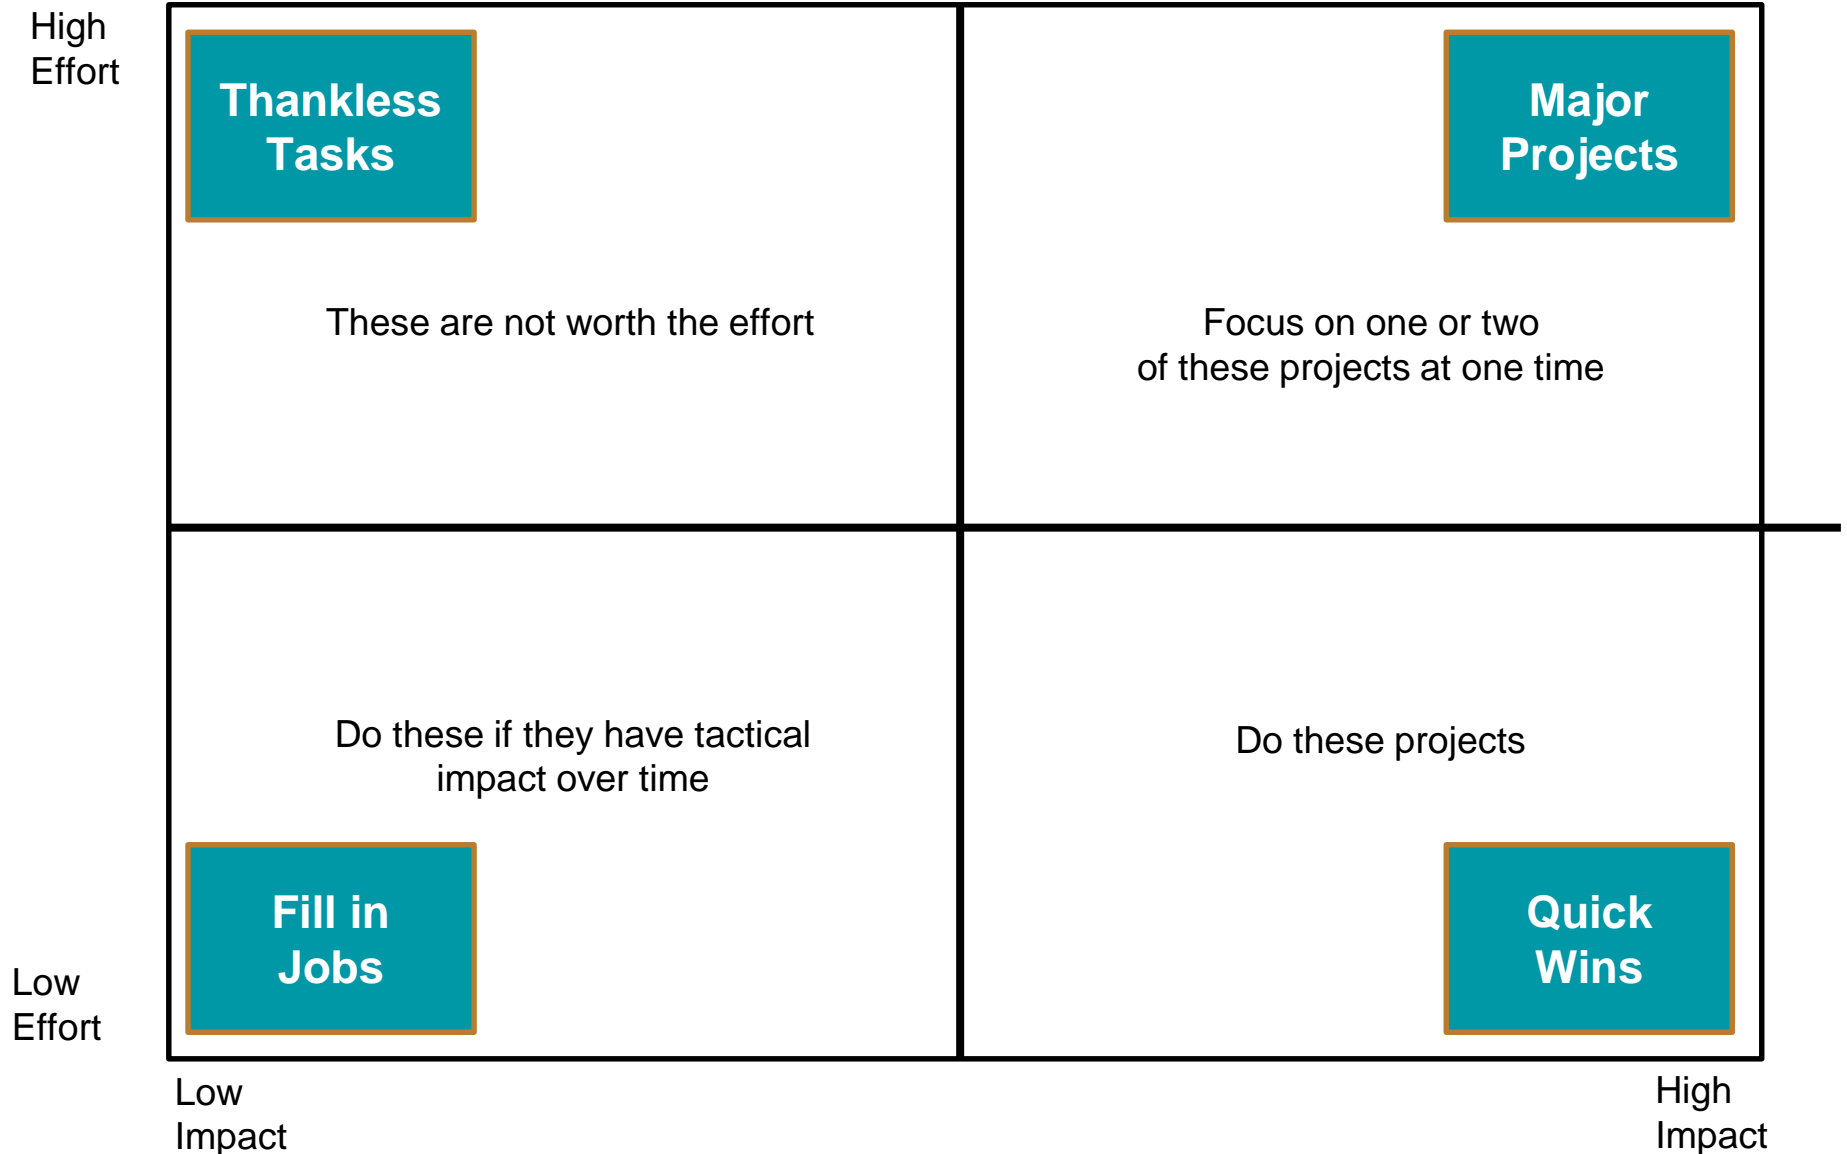 High
Effort
Thankless
Tasks
Major
Projects
These are not worth the effort
Focus on one or two
of these projects at one time
Do these if they have tactical
impact over time
Do these projects
Fill in
Jobs
Quick
Wins
Low
Effort
Low
Impact
High
Impact